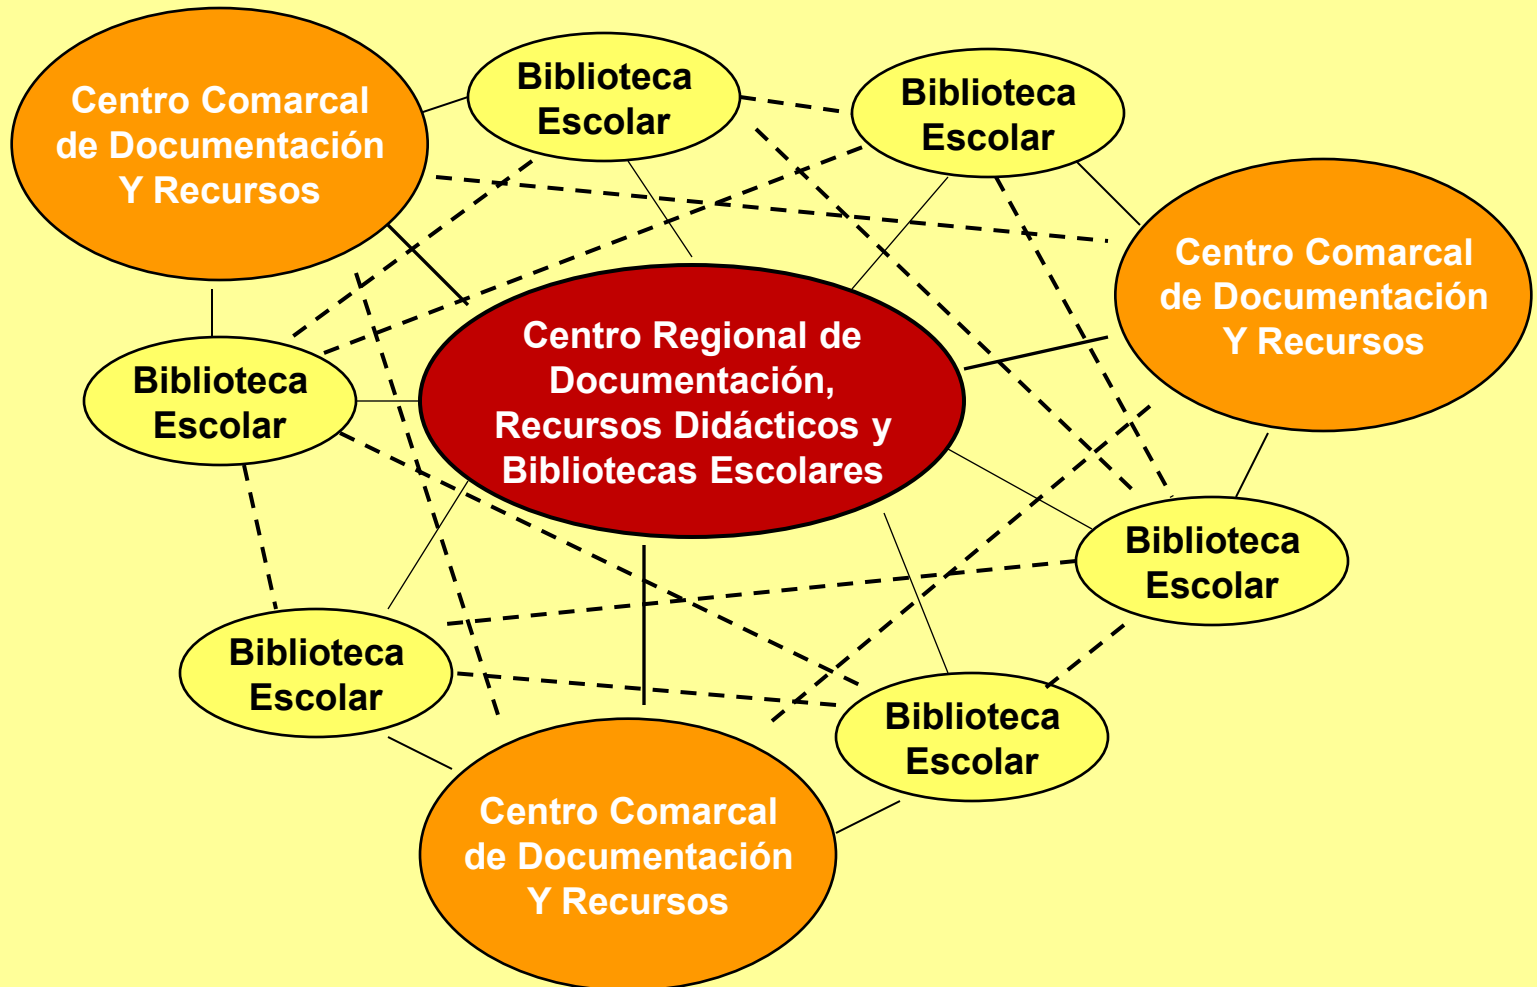 Biblioteca
Escolar
Biblioteca
Escolar
Centro Comarcal
de Documentación
Y Recursos
Centro Comarcal
de Documentación
Y Recursos
Centro Regional de
Documentación,
Recursos Didácticos y
Bibliotecas Escolares
Biblioteca
Escolar
Biblioteca
Escolar
Biblioteca
Escolar
Biblioteca
Escolar
Centro Comarcal
de Documentación
Y Recursos